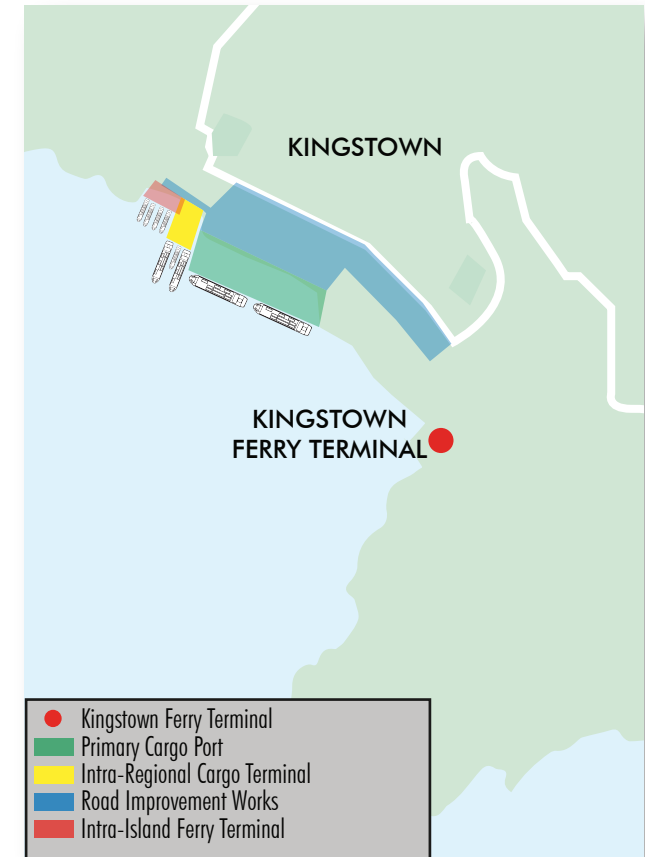 KINGSTOWN
KINGSTOWN
FERRY TERMINAL
Kingstown Ferry Terminal
Primary Cargo Port
Intra-Regional Cargo Terminal
Road Improvement Works
Intra-Island Ferry Terminal